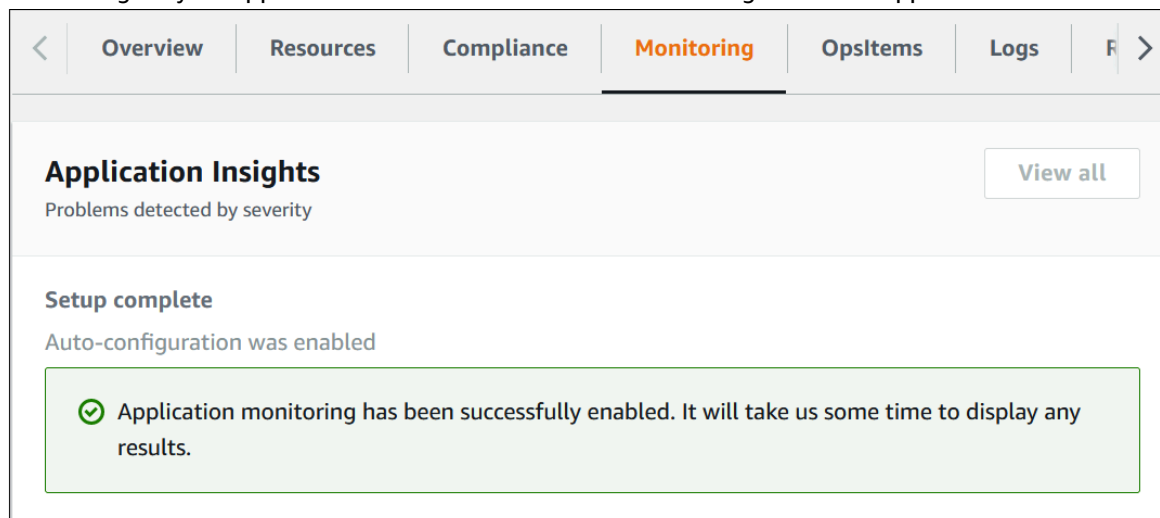 Overview Resources Compliance Monitoring OpsItems Logs
Application Insights View all
Problems detected by severity
Setup complete
Auto-configuration was enabled
Application monitoring has been successfully enabled. It will take us some time to display any
results.